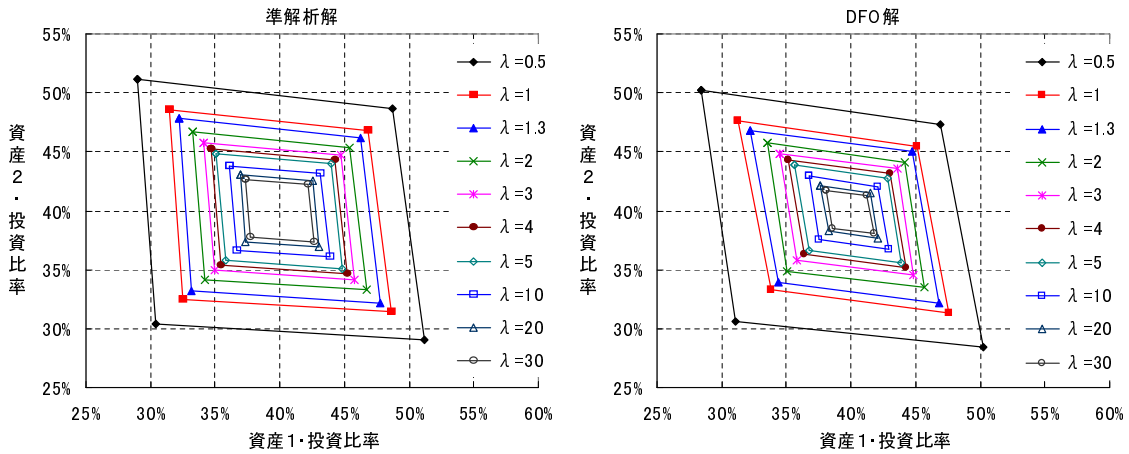 準解析解
55%
50%
45%
40%
35%
30%
25%
資産2・投資比率
25% 30% 35% 40% 45% 50% 55% 60%
資産1・投資比率
λ=0.5
λ=1
λ=1.3
λ=2
λ=3
λ=4
λ=5
λ=10
λ=20
λ=30
DFO解
55%
50%
45%
40%
35%
30%
25%
資産2・投資比率
25% 30% 35% 40% 45% 50% 55% 60%
資産1・投資比率
λ=0.5
λ=1
λ=1.3
λ=2
λ=3
λ=4
λ=5
λ=10
λ=20
λ=30